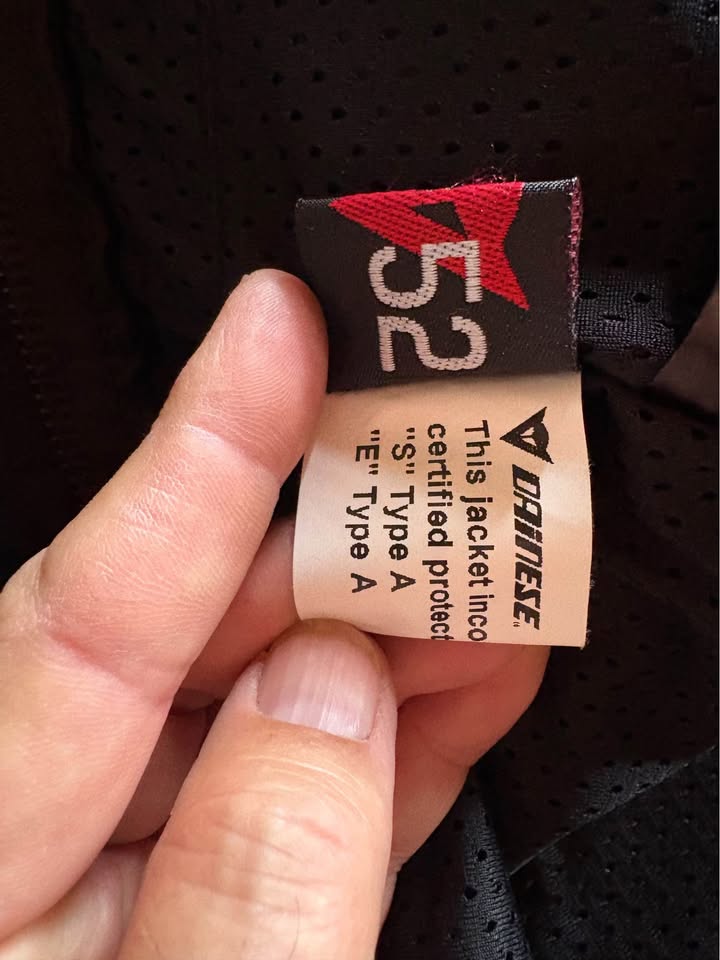 52
DAINESE
This jacket inco
certified protect
"S" Type A
"E" Type A